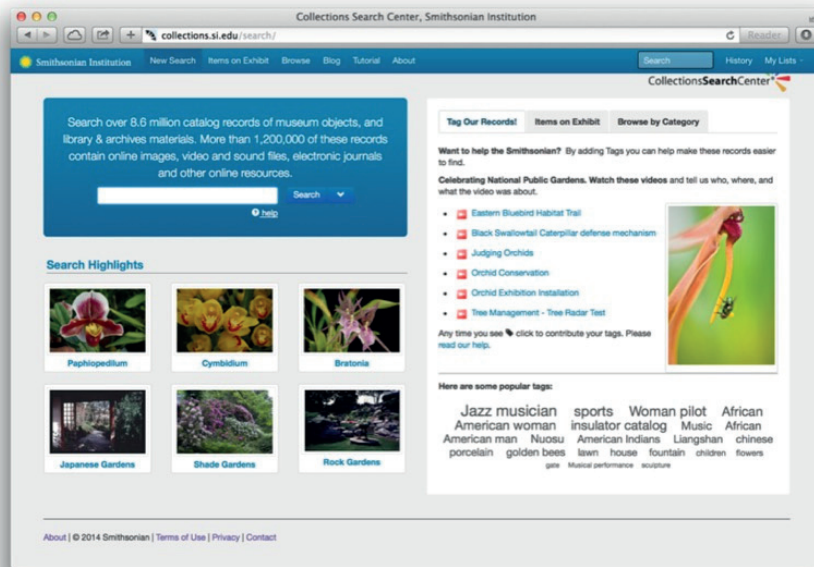 Collections Search Center, Smithsonian Institution
collections.si.edu/search/
Reader
Smithsonian Institution New Search Items on Exhibit Browse Blog Tutorial About Search History My Lists
CollectionsSearchCenter
Search over 8.6 million catalog records of museum objects, and
library & archives materials. More than 1,200,000 of these records
contain online images, video and sound files, electronic journals
and other online resources.
Search
help
Search Highlights
Paphiopedilum
Cymbidium
Bratonia
Japanese Gardens
Shade Gardens
Rock Gardens
Tag Our Records! Items on Exhibit Browse by Category
Want to help the Smithsonian? By adding Tags you can help make these records easier
to find.
Celebrating National Public Gardens. Watch these videos and tell us who, where, and
what the video was about.
Eastern Bluebird Habitat Trail
Black Swallowtail Caterpillar defense mechanism
Judging Orchids
Orchid Conservation
Orchid Exhibition Installation
Tree Management - Tree Radar Test
Any time you see click to contribute your tags. Please
read our help.
Here are some popular tags:
Jazz musician sports Woman pilot African
American woman insulator catalog Music African
American man Nuosu American Indians Liangshan chinese
porcelain golden bees lawn house fountain children flowers
gate Musical performance sculpture
About | © 2014 Smithsonian | Terms of Use | Privacy | Contact